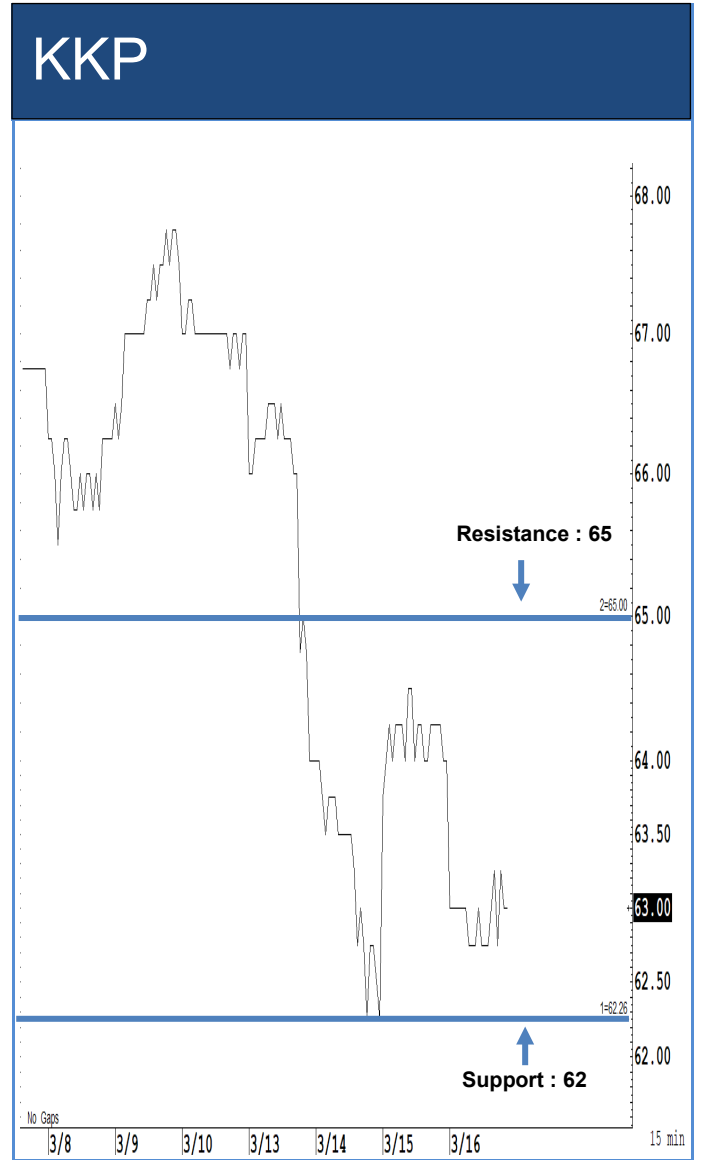 KKP
68.00
67.00
66.00
Resistance : 65
2=65.00
65.00
64.00
63.50
63.00
62.50
1=62.26
62.00
Support : 62
No Gaps
3/8 3/9 3/10 3/13 3/14 3/15 3/16 15 min